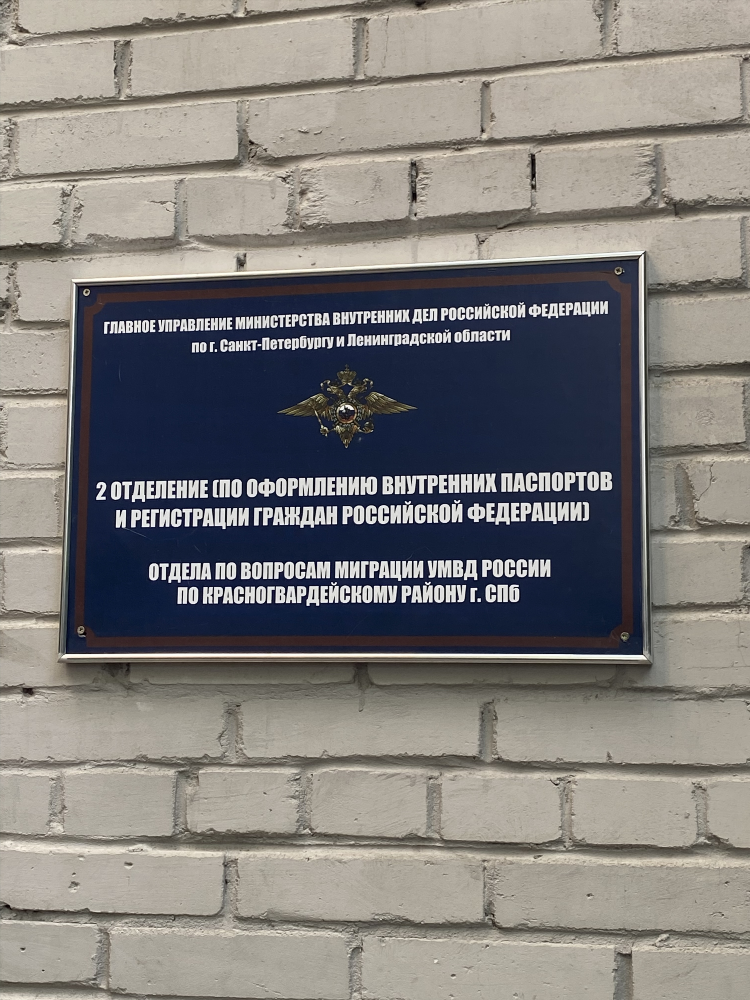 ГЛАВНОЕ УПРАВЛЕНИЕ МИНИСТЕРСТВА ВНУТРЕННИХ ДЕЛ РОССИЙСКОЙ ФЕДЕРАЦИИ
по г. Санкт-Петербургу и Ленинградской области
2 ОТДЕЛЕНИЕ (ПО ОФОРМЛЕНИЮ ВНУТРЕННИХ ПАСПОРТОВ
И РЕГИСТРАЦИИ ГРАЖДАН РОССИЙСКОЙ ФЕДЕРАЦИИ)
ОТДЕЛА ПО ВОПРОСАМ МИГРАЦИИ УМВД РОССИИ
ПО КРАСНОГВАРДЕЙСКОМУ РАЙОНУ г. СПб